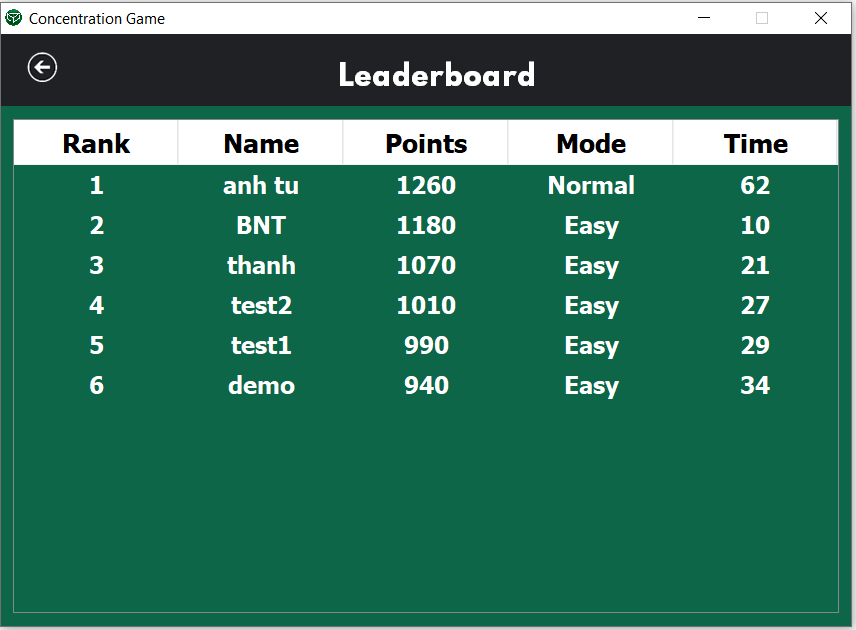 Concentration Game
Leaderboard
Rank Name Points Mode Time
1 anh tu 1260 Normal 62
2 BNT 1180 Easy 10
3 thanh 1070 Easy 21
4 test2 1010 Easy 27
5 test1 990 Easy 29
6 demo 940 Easy 34